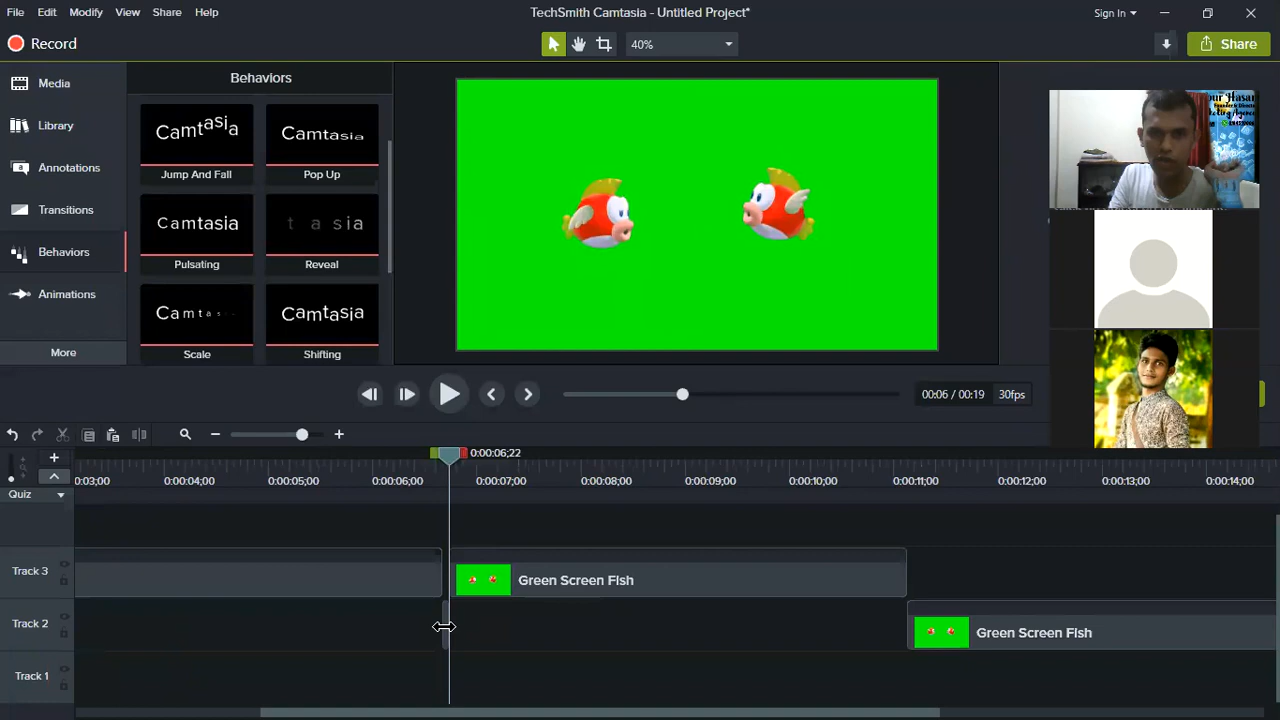 File Edit Modify View Share Help
TechSmith Camtasia - Untitled Project*
Sign In
Record
40%
Share
Media
Library
Annotations
Transitions
Behaviors
Animations
More
Behaviors
Camtasia
Jump And Fall
Camtasia
Pop Up
Camtasia
Pulsating
t a sia
Reveal
Camtas
Scale
Camtasia
Shifting
00:06 / 00:19 30fps
0:00:06;22
03;00 0:00:04;00 0:00:05;00 0:00:06;00 0:00:07;00 0:00:08;00 0:00:09;00 0:00:10;00 0:00:11;00 0:00:12;00 0:00:13;00 0:00:14;00
Quiz
Track 3
Green Screen FIsh
Track 2
Green Screen FIsh
Track 1